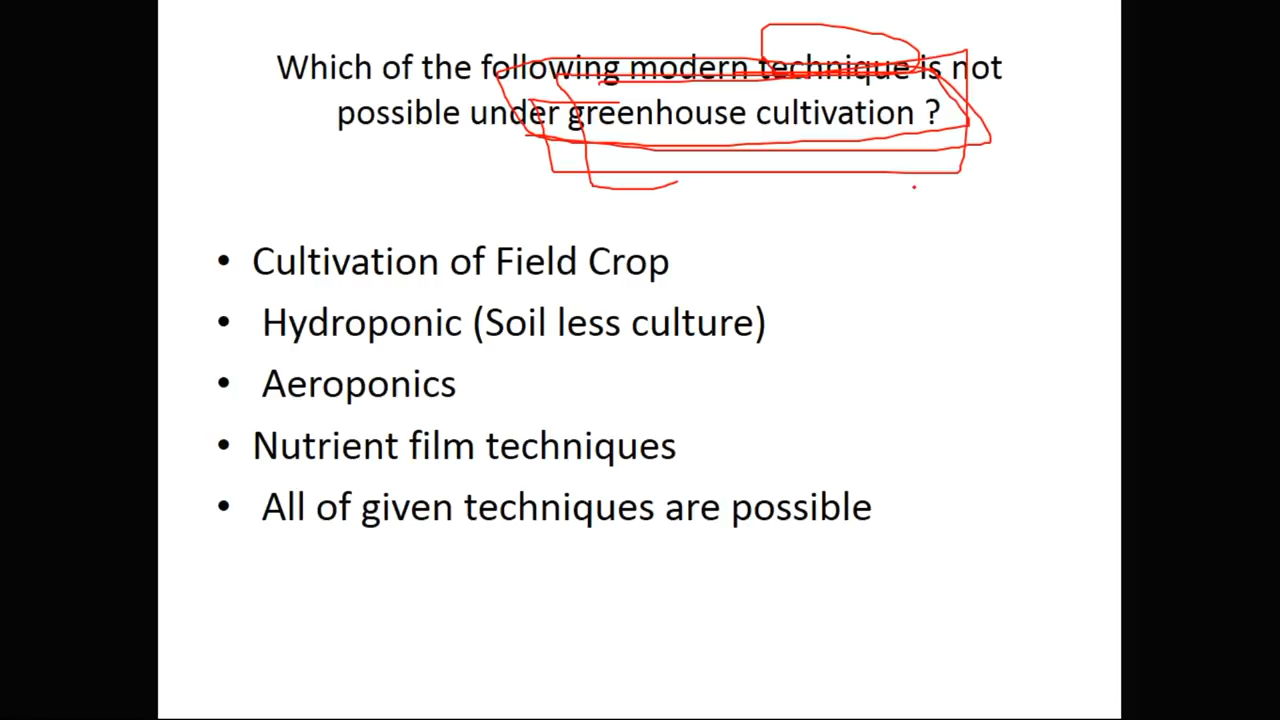 Which of the following modern technique is not
possible under greenhouse cultivation ?
• Cultivation of Field Crop
• Hydroponic (Soil less culture)
• Aeroponics
• Nutrient film techniques
• All of given techniques are possible